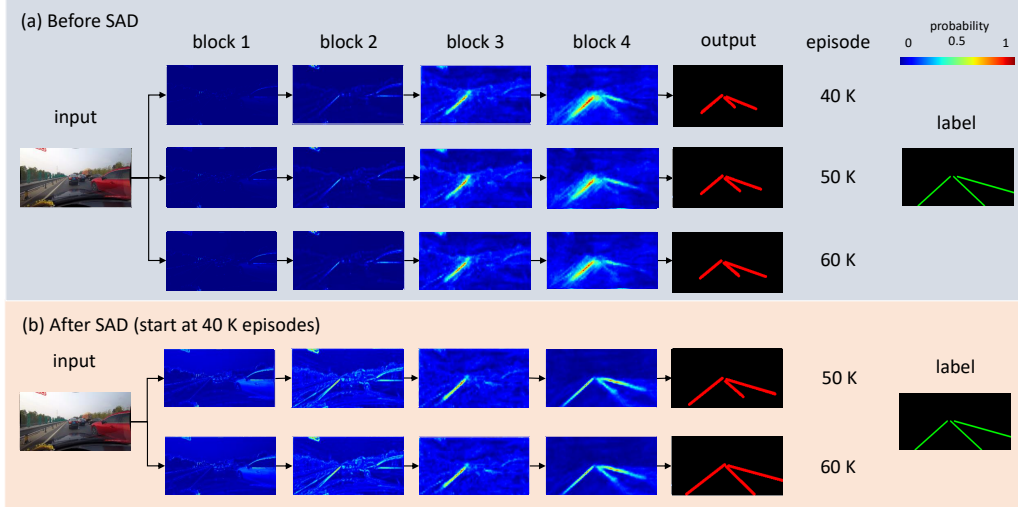 (a) Before SAD
block 1 block 2 block 3 block 4 output episode
probability
0 0.5 1
input
40 K
label
50 K
60 K
(b) After SAD (start at 40 K episodes)
input
50 K
label
60 K